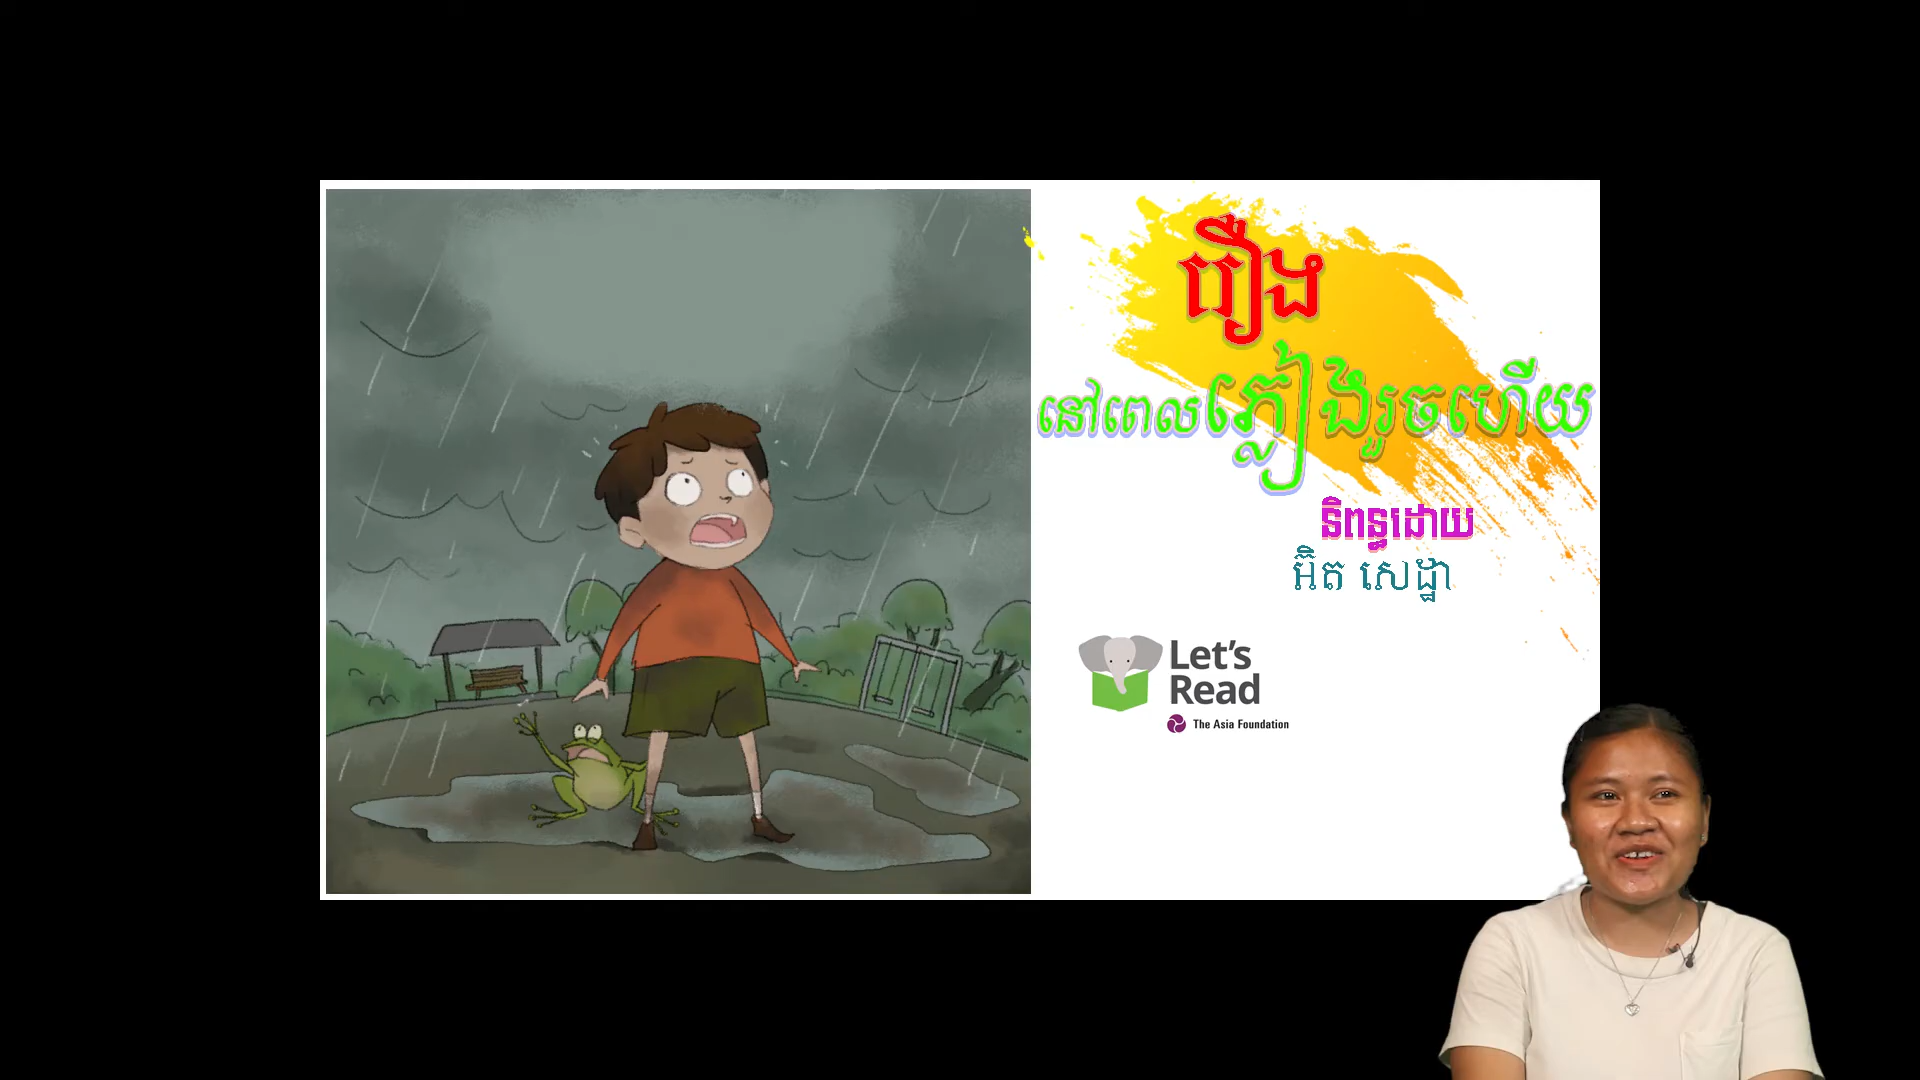 រឿង
នៅពេលភ្លៀងរួចហើយ
និពន្ធដោយ
អ៊ិត សេដ្ឋា
Let's
Read
The Asia Foundation